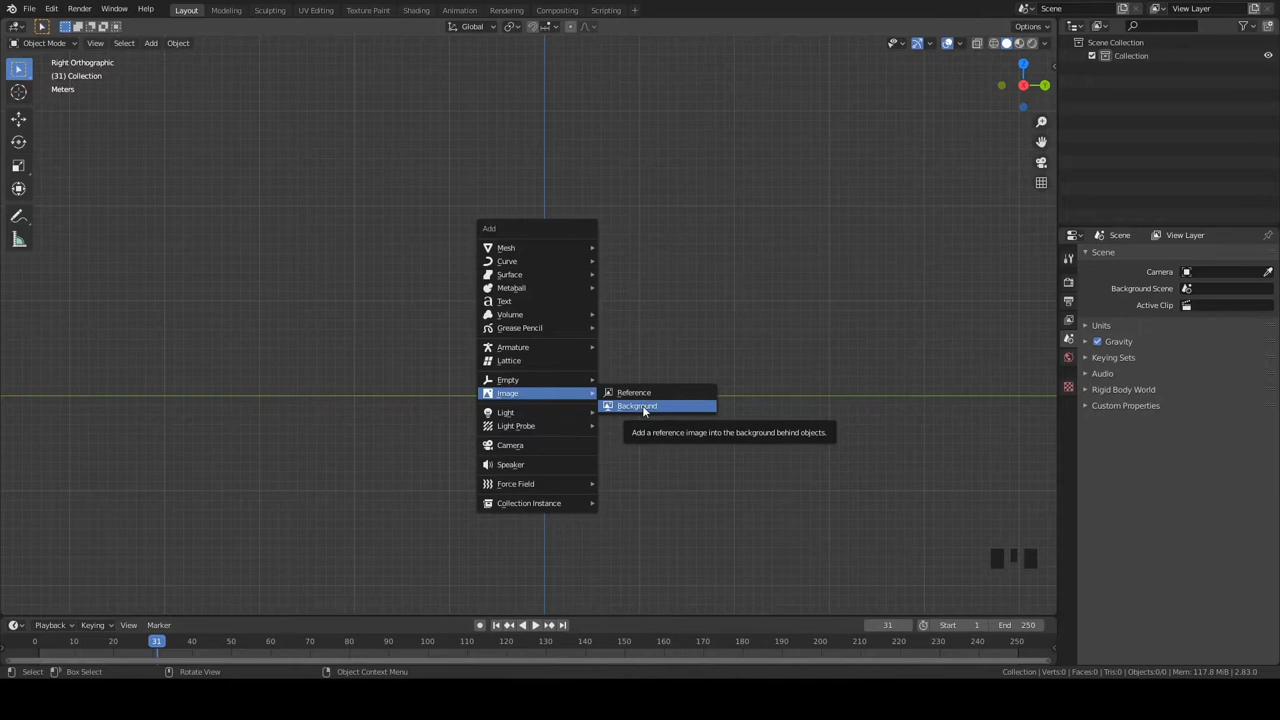 File Edit Render Window Help Layout Modeling Sculpting UV Editing Texture Paint Shading Animation Rendering Compositing Scripting + Scene View Layer
Global Options
Object Mode View Select Add Object
Scene Collection
Collection
Right Orthographic
(31) Collection
Meters
Z
X
Y
Add
Mesh
Curve
Surface
Metaball
Text
Volume
Grease Pencil
Armature
Lattice
Empty
Image
Light
Light Probe
Camera
Speaker
Force Field
Collection Instance
Reference
Background
Add a reference image into the background behind objects.
Scene View Layer
Scene
Camera
Background Scene
Active Clip
Units
Gravity
Keying Sets
Audio
Rigid Body World
Custom Properties
Playback Keying View Marker 31 Start 1 End 250
0 10 20 31 40 50 60 70 80 90 100 110 120 130 140 150 160 170 180 190 200 210 220 230 240 250
Select Box Select Rotate View Object Context Menu Collection | Verts:0 | Faces:0 | Tris:0 | Objects:0/0 | Mem: 117.8 MiB | 2.83.0